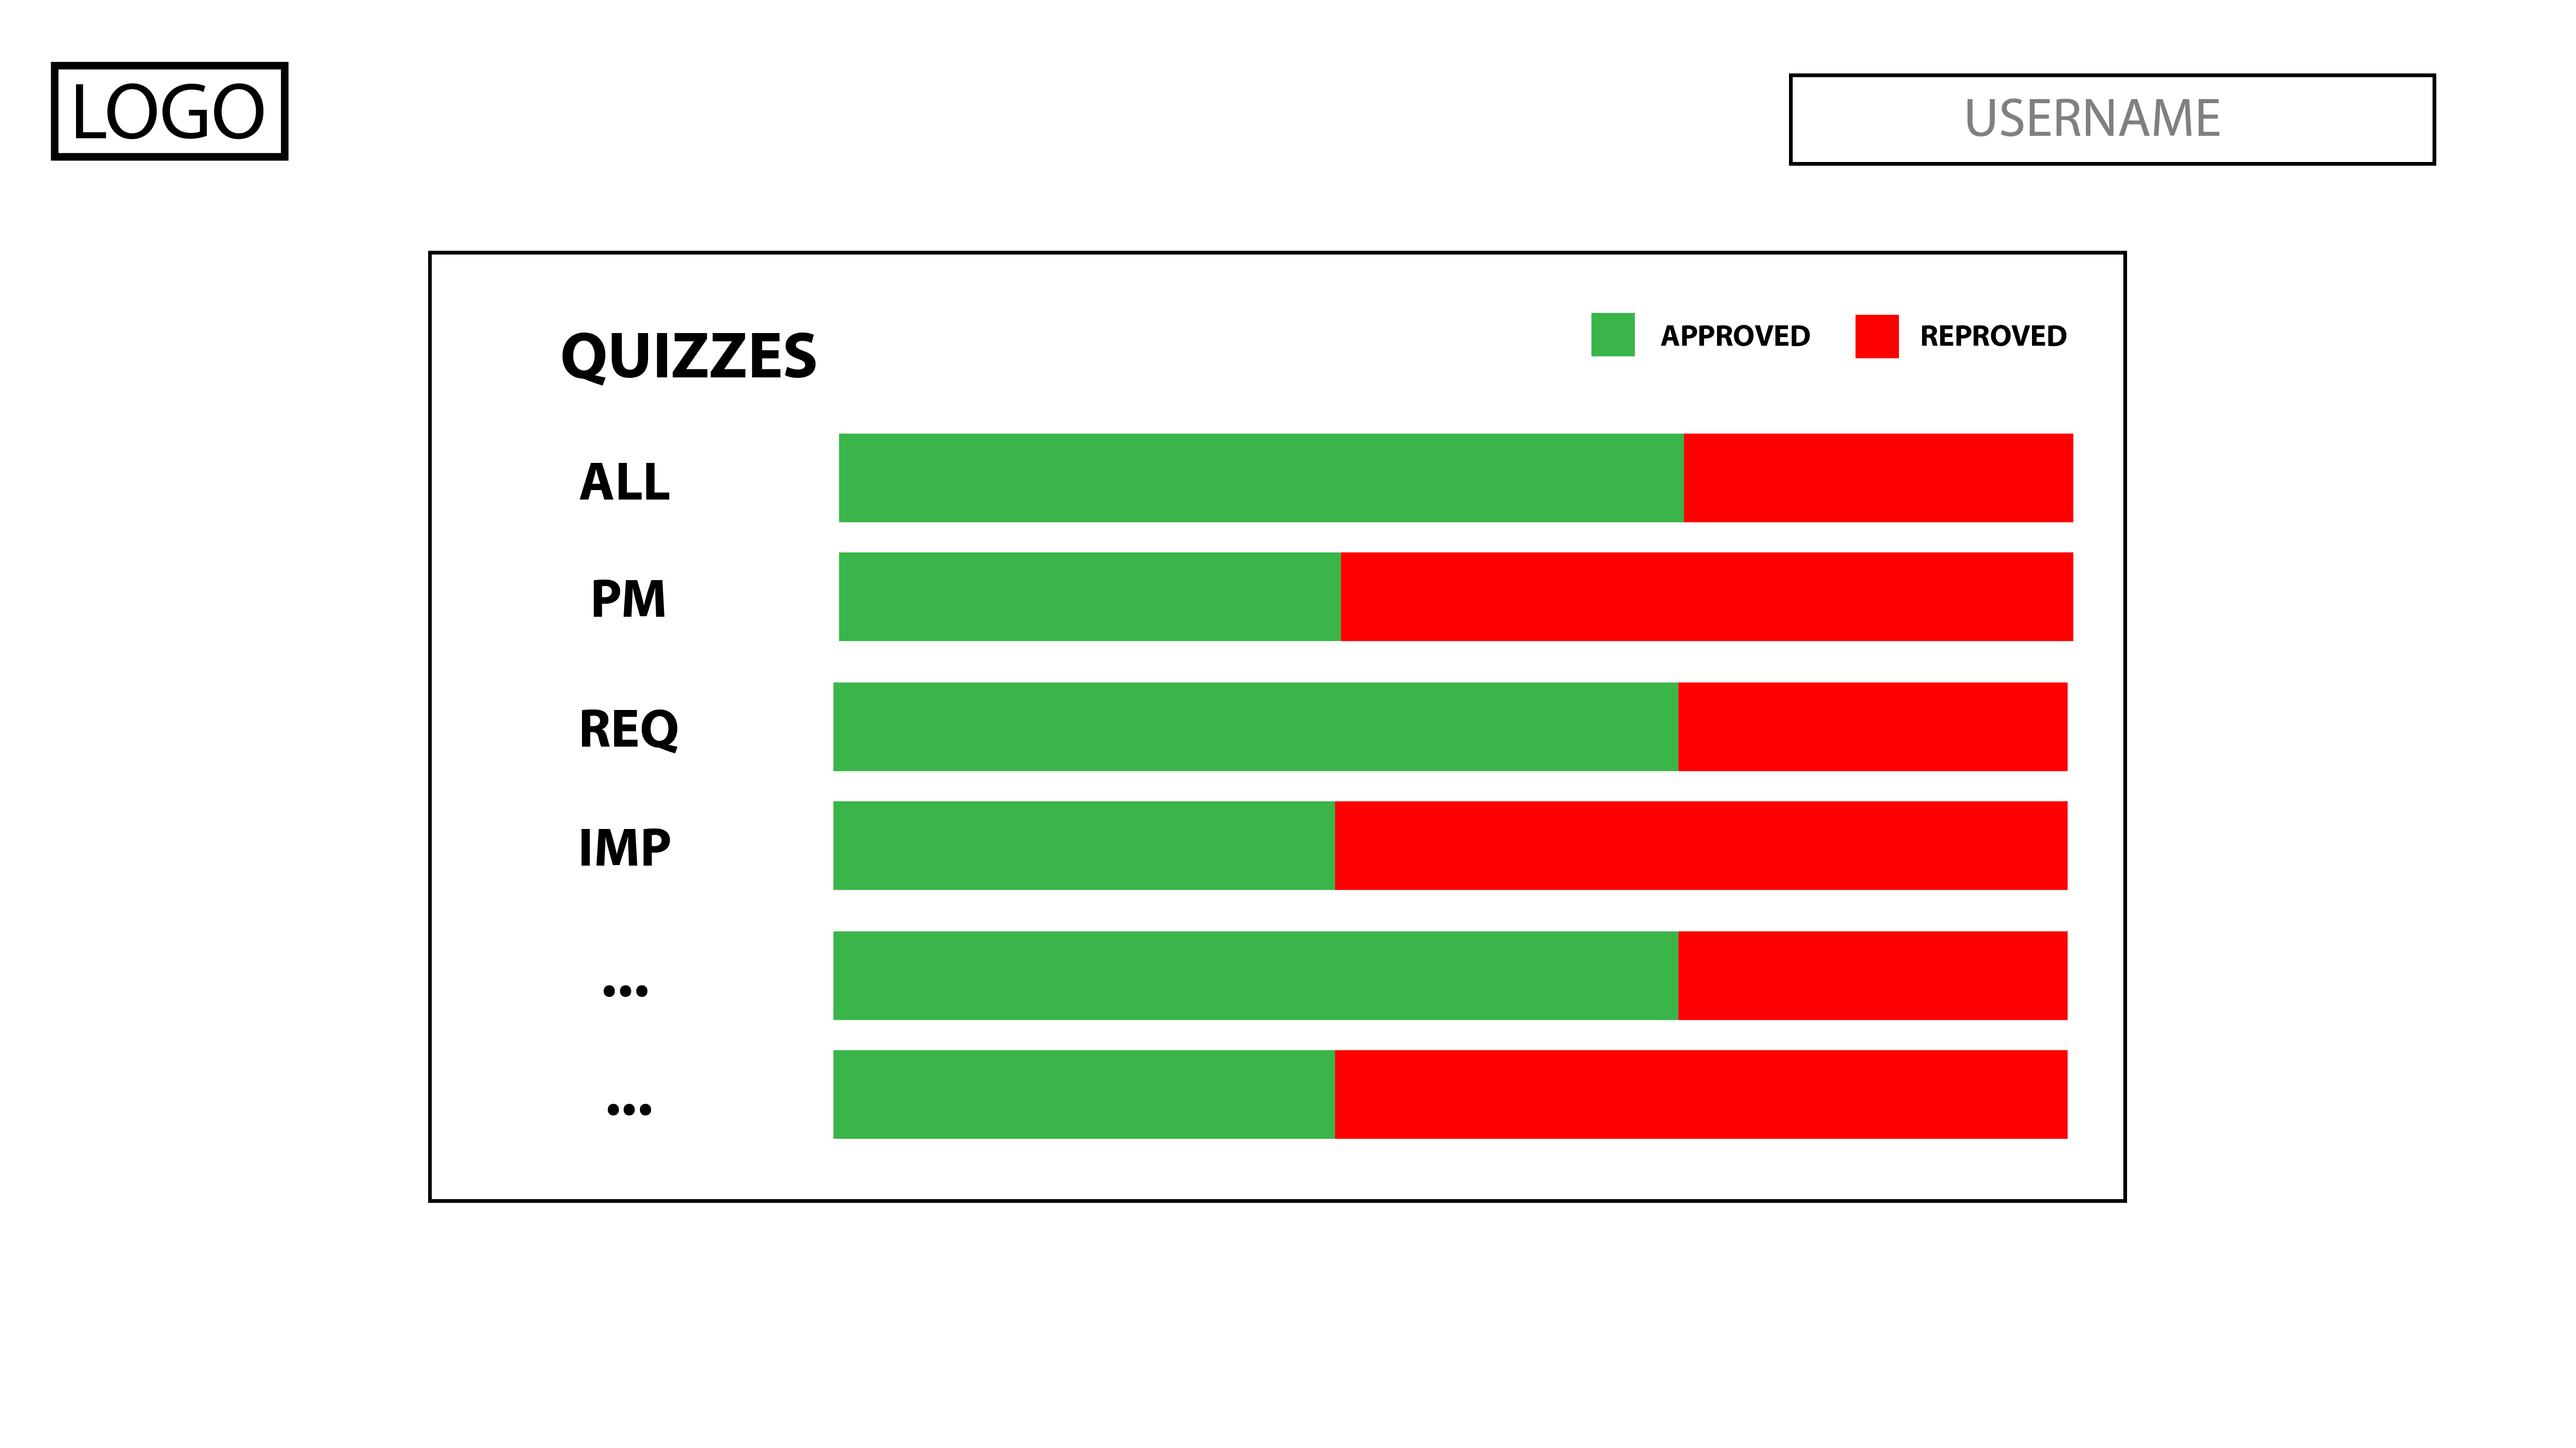 LOGO
USERNAME
QUIZZES
APPROVED
REPROVED
ALL
PM
REQ
IMP
...
...